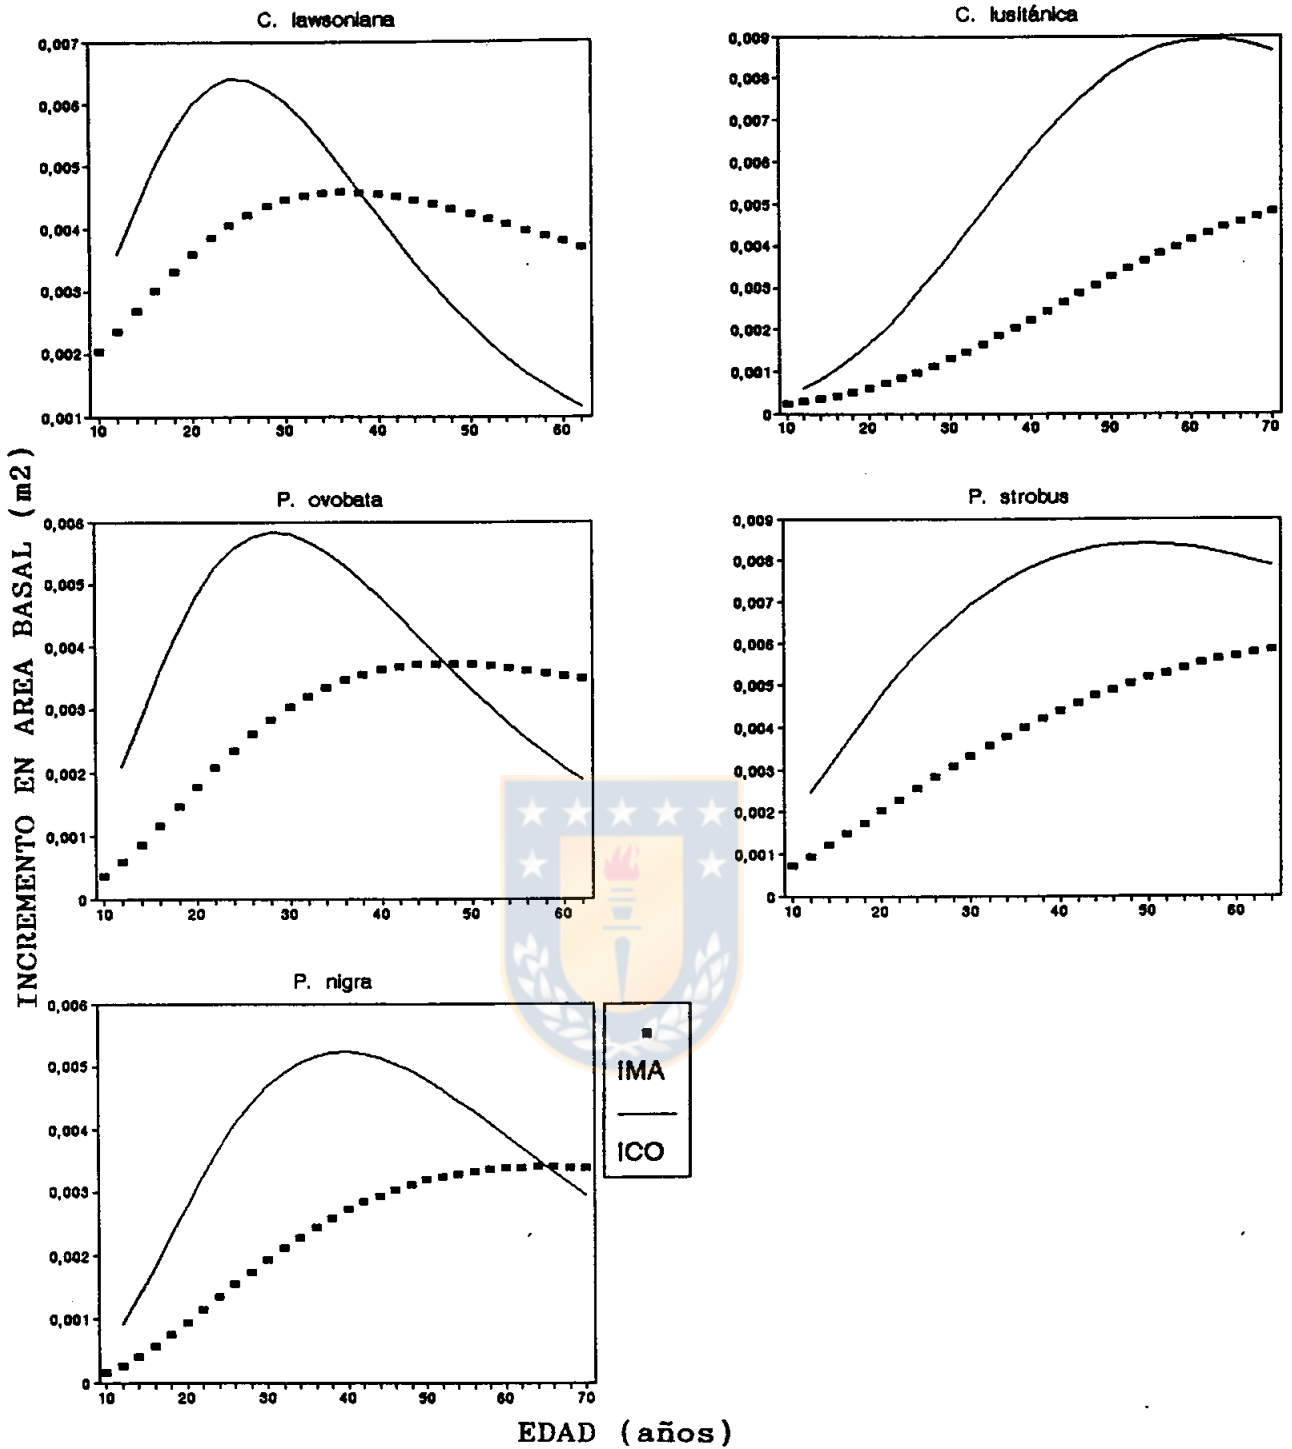 C. lawsoniana
0,007
0,006
0,005
0,004
0,003
0,002
0,001
10 20 30 40 50 60
C. lusitánica
0,009
0,008
0,007
0,006
0,005
0,004
0,003
0,002
0,001
0
10 20 30 40 50 60 70
INCREMENTO EN AREA BASAL (m2)
P. ovobata
0,006
0,005
0,004
0,003
0,002
0,001
0
10 20 30 40 50 60
P. strobus
0,009
0,008
0,007
0,006
0,005
0,004
0,003
0,002
0,001
0
10 20 30 40 50 60
P. nigra
0,006
0,005
0,004
0,003
0,002
0,001
0
10 20 30 40 50 60 70
IMA
ICO
EDAD (años)